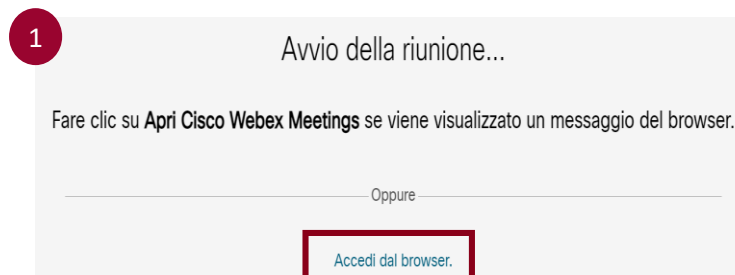 1
Avvio della riunione...
Fare clic su Apri Cisco Webex Meetings se viene visualizzato un messaggio del browser.
Oppure
Accedi dal browser.